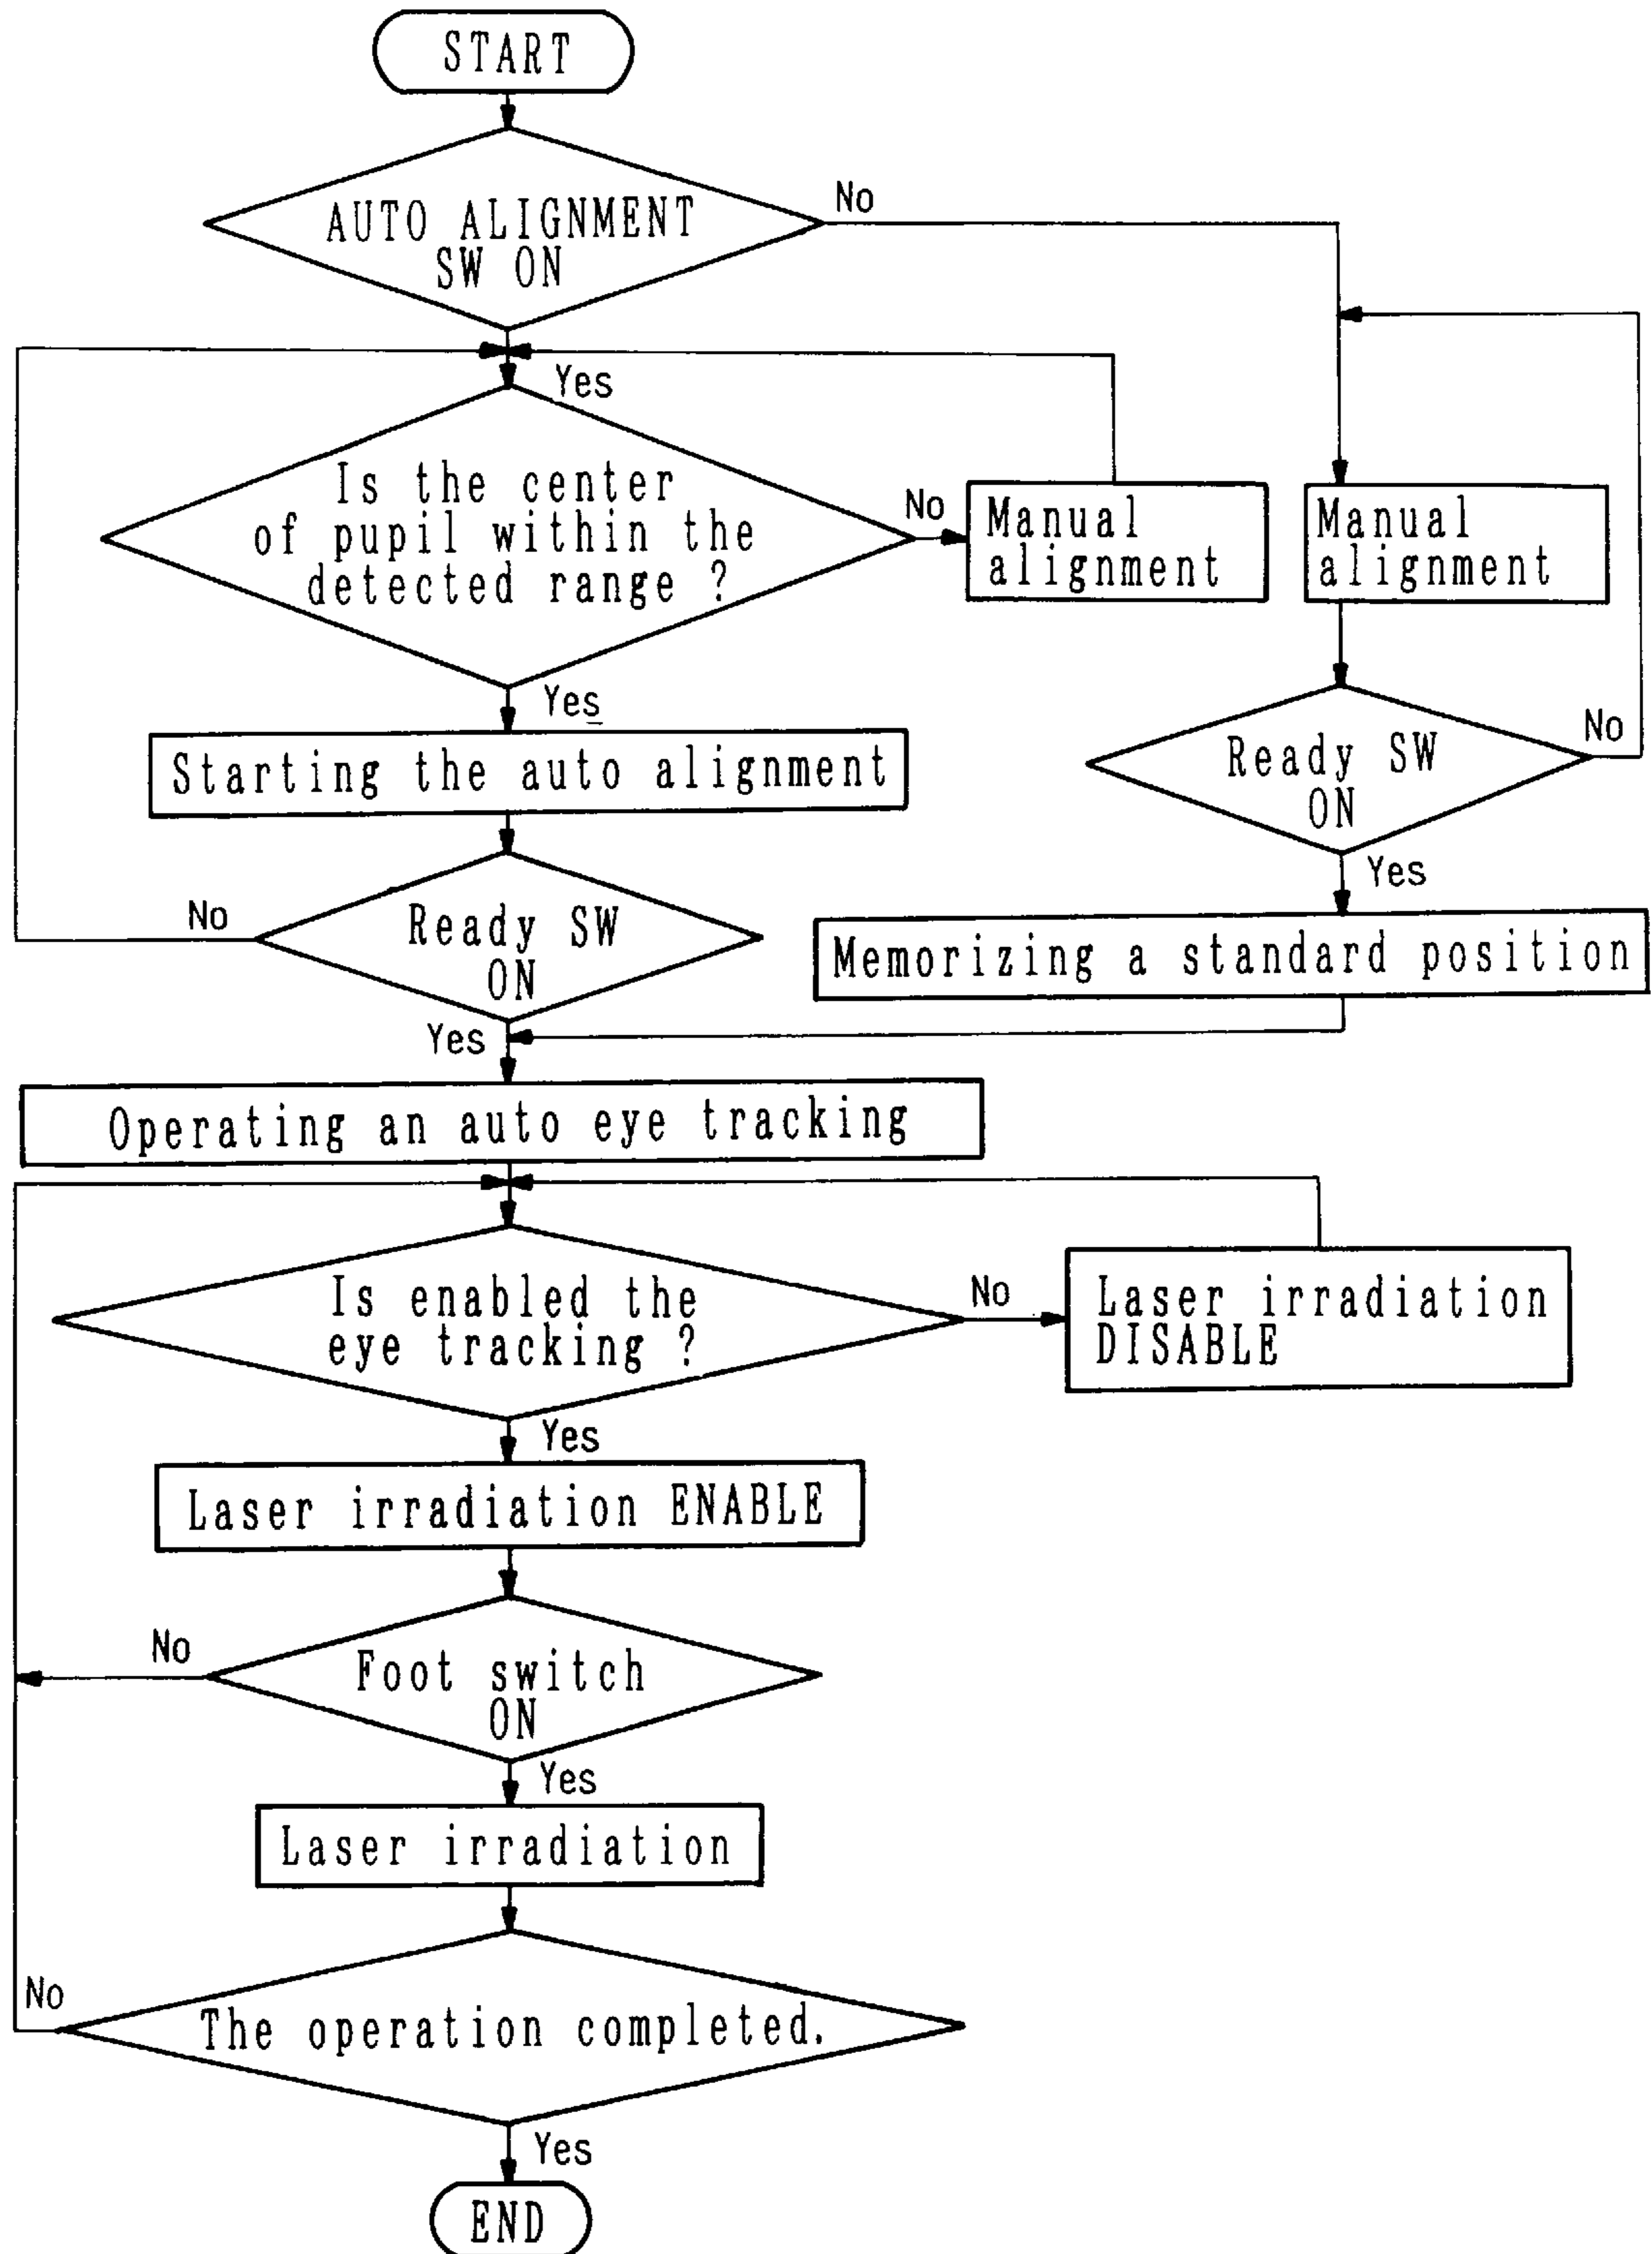 START
AUTO ALIGNMENT
SW ON
No
Yes
Is the center
of pupil within the
detected range ?
No
Manual
alignment
Manual
alignment
Yes
Starting the auto alignment
Ready SW
ON
No
Yes
Ready SW
ON
No
Memorizing a standard position
Yes
Operating an auto eye tracking
Is enabled the
eye tracking ?
No
Laser irradiation
DISABLE
Yes
Laser irradiation ENABLE
No
Foot switch
ON
Yes
Laser irradiation
No
The operation completed.
Yes
END